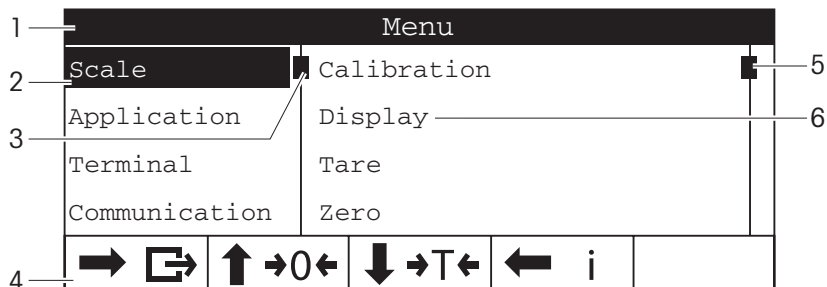 1 Menu
2 Scale Calibration 5
3 Application Display 6
Terminal Tare
Communication Zero
4 →0← →T← i